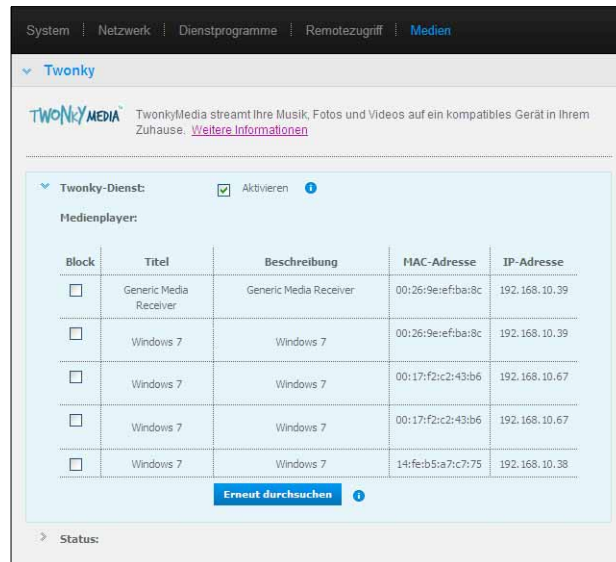 System Netzwerk Dienstprogramme Remotezugriff Medien
Twonky
TWONKY MEDIA TwonkyMedia streamt Ihre Musik, Fotos und Videos auf ein kompatibles Gerät in Ihrem
Zuhause. Weitere Informationen
Twonky-Dienst: Aktivieren
Medienplayer:
Block Titel Beschreibung MAC-Adresse IP-Adresse
Generic Media Receiver Generic Media Receiver 00:26:9e:ef:ba:8c 192.168.10.39
Windows 7 Windows 7 00:26:9e:ef:ba:8c 192.168.10.39
Windows 7 Windows 7 00:17:f2:c2:43:b6 192.168.10.67
Windows 7 Windows 7 00:17:f2:c2:43:b6 192.168.10.67
Windows 7 Windows 7 14:fe:b5:a7:c7:75 192.168.10.38
Erneut durchsuchen
Status: